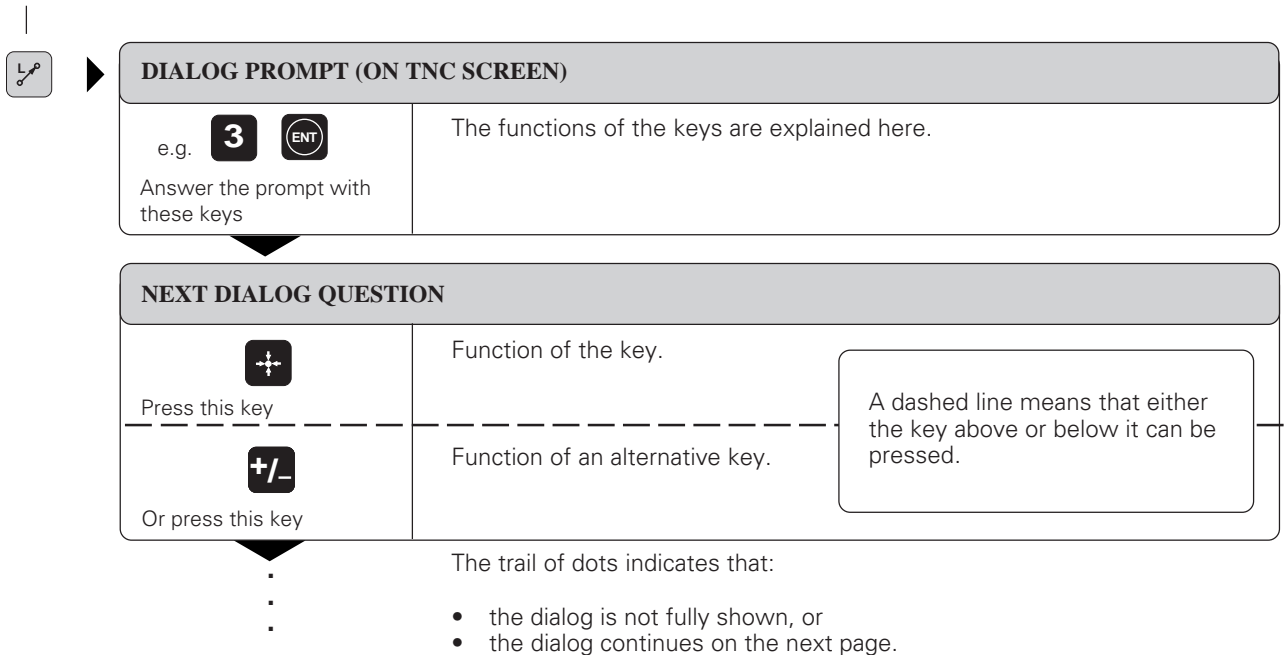 L
DIALOG PROMPT (ON TNC SCREEN)
e.g. 3 ENT
The functions of the keys are explained here.
Answer the prompt with
these keys
NEXT DIALOG QUESTION
Function of the key.
Press this key
A dashed line means that either
the key above or below it can be
pressed.
+/–
Function of an alternative key.
Or press this key
The trail of dots indicates that:
• the dialog is not fully shown, or
• the dialog continues on the next page.